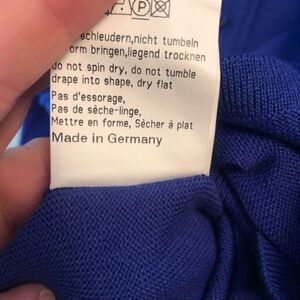 P
schleudern,nicht tumbeln
form bringen,liegend trocknen
do not spin dry, do not tumble
drape into shape, dry flat
Pas d'essorage,
Pas de sèche-linge,
Mettre en forme, Sècher à plat
Made in Germany